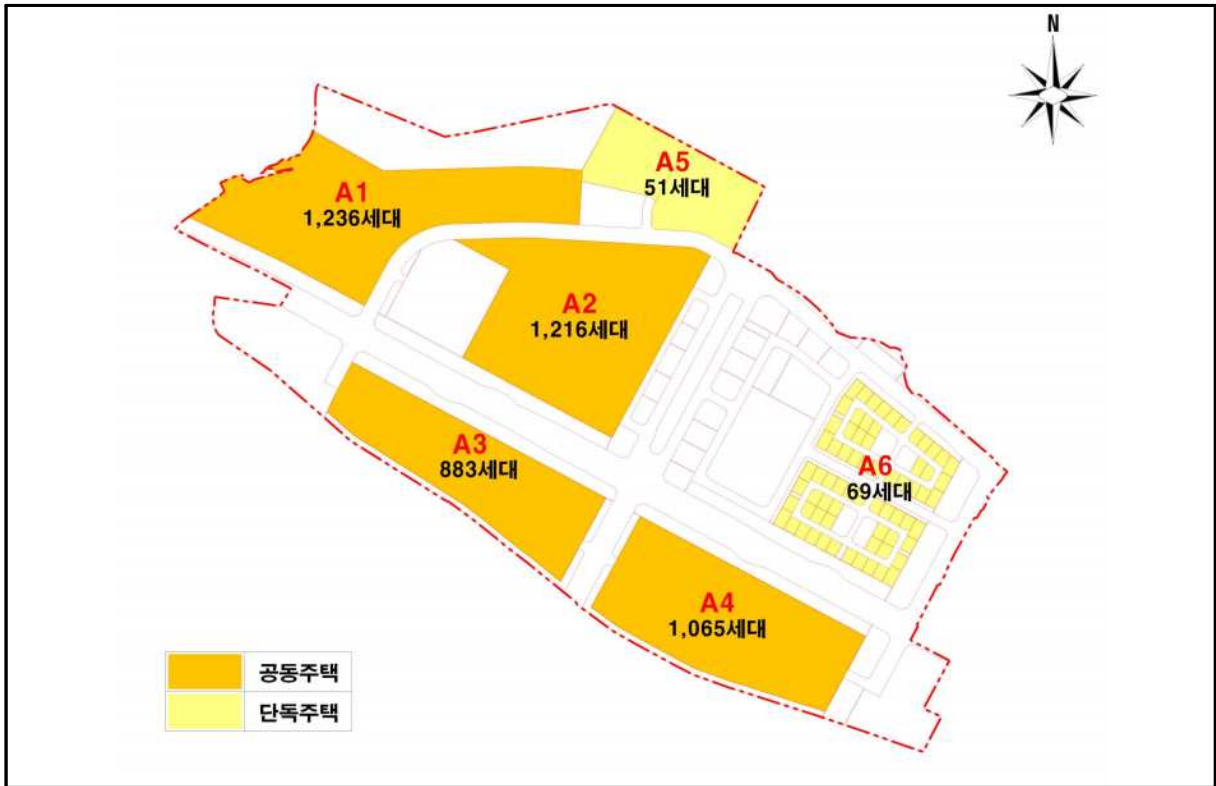 N
A5
51세대
A1
1,236세대
A2
1,216세대
A3
883세대
A6
69세대
A4
1,065세대
공동주택
단독주택